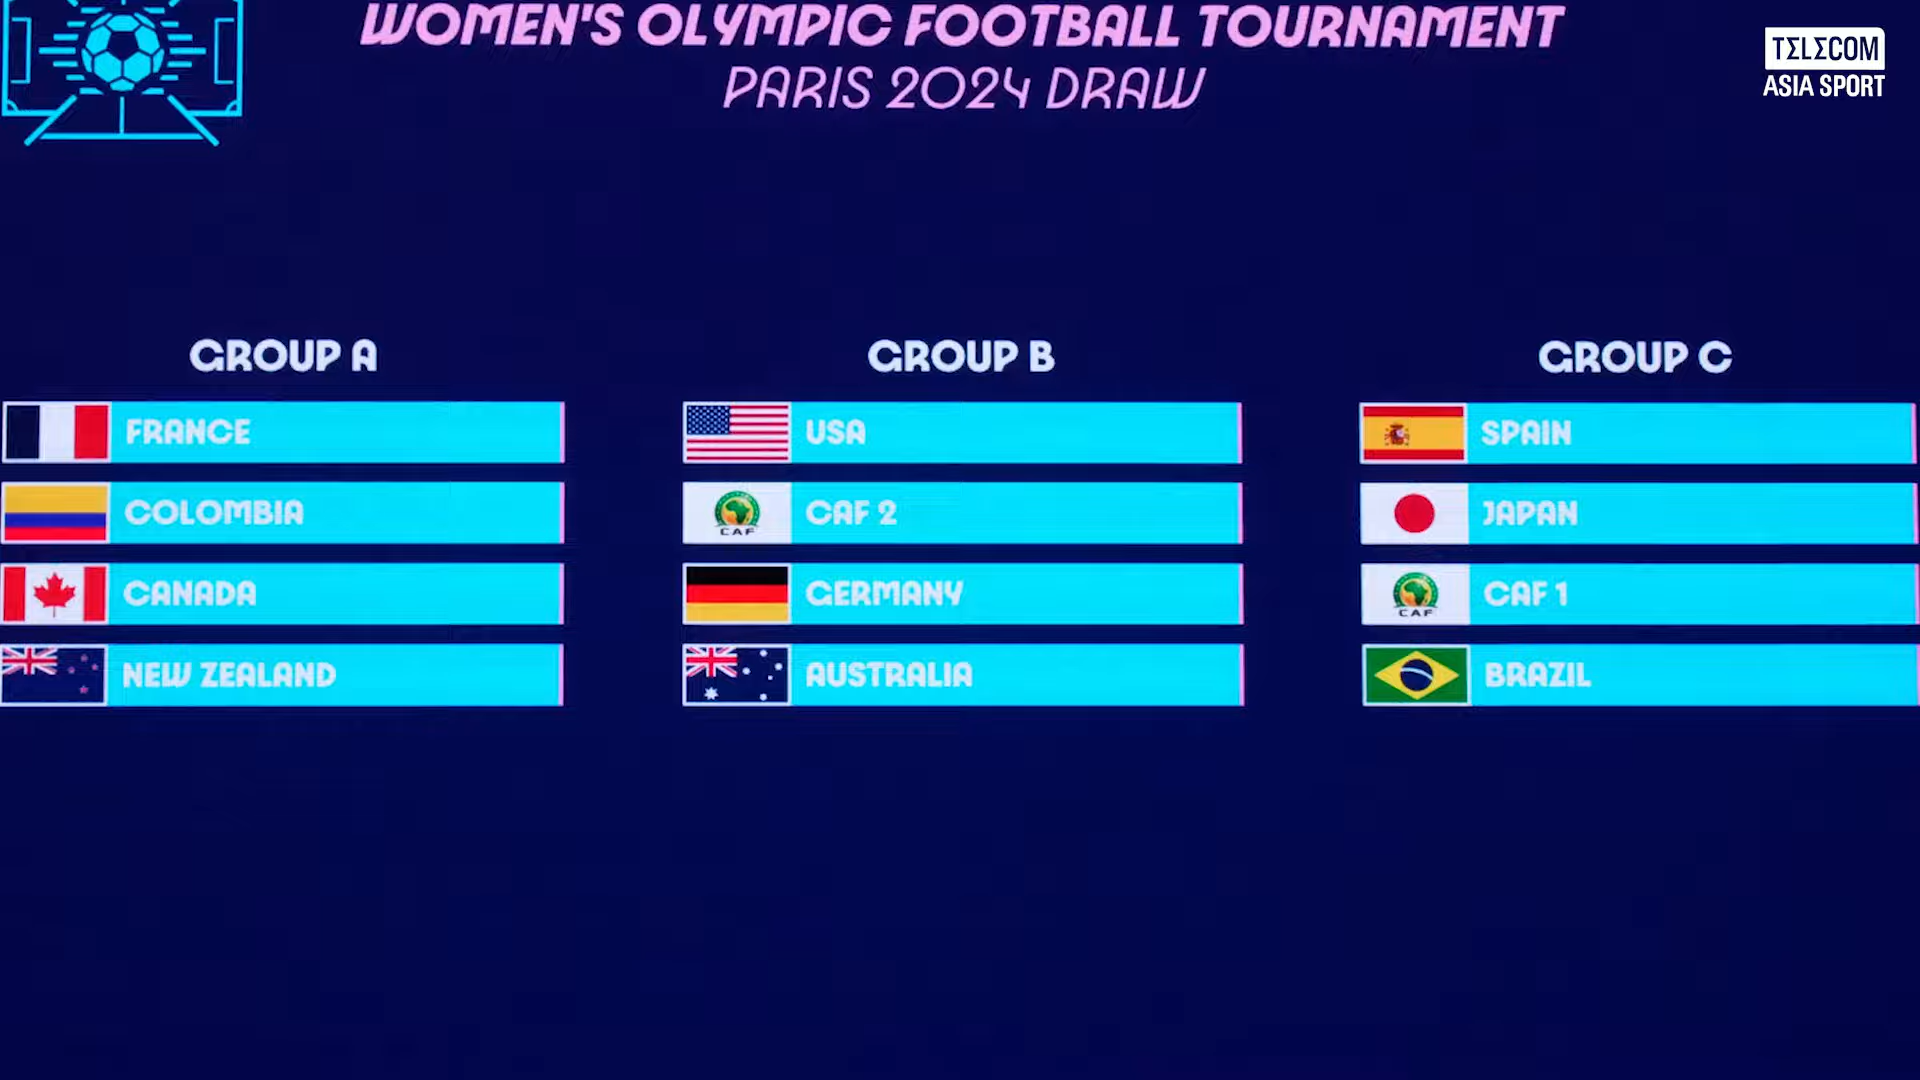 WOMEN'S OLYMPIC FOOTBALL TOURNAMENT
PARIS 2024 DRAW
TELECOM
ASIA SPORT
GROUP A
FRANCE
COLOMBIA
CANADA
NEW ZEALAND
GROUP B
USA
CAF
CAF 2
GERMANY
AUSTRALIA
GROUP C
SPAIN
JAPAN
CAF
CAF 1
BRAZIL